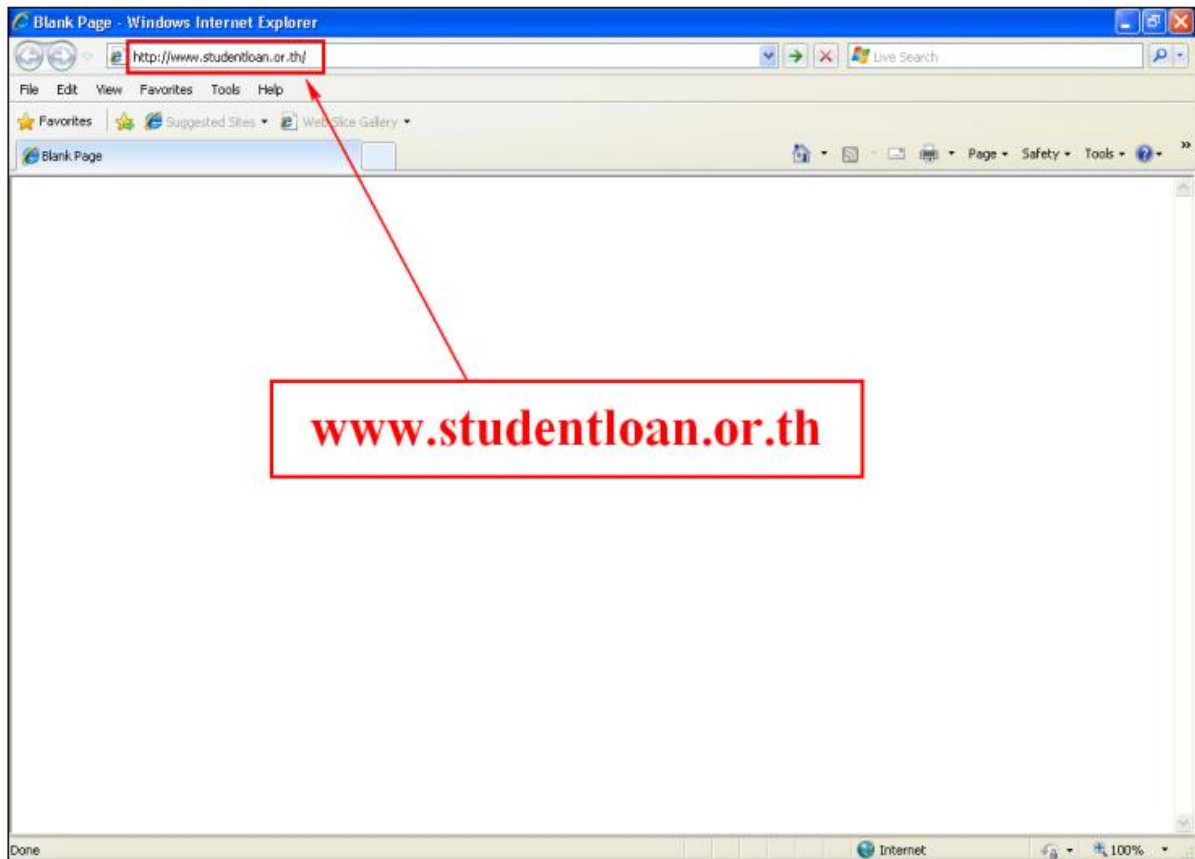 Blank Page - Windows Internet Explorer
http://www.studentloan.or.th/
Live Search
File Edit View Favorites Tools Help
Favorites Suggested Sites Web Slice Gallery
Blank Page
Page Safety Tools
www.studentloan.or.th
Done Internet 100%